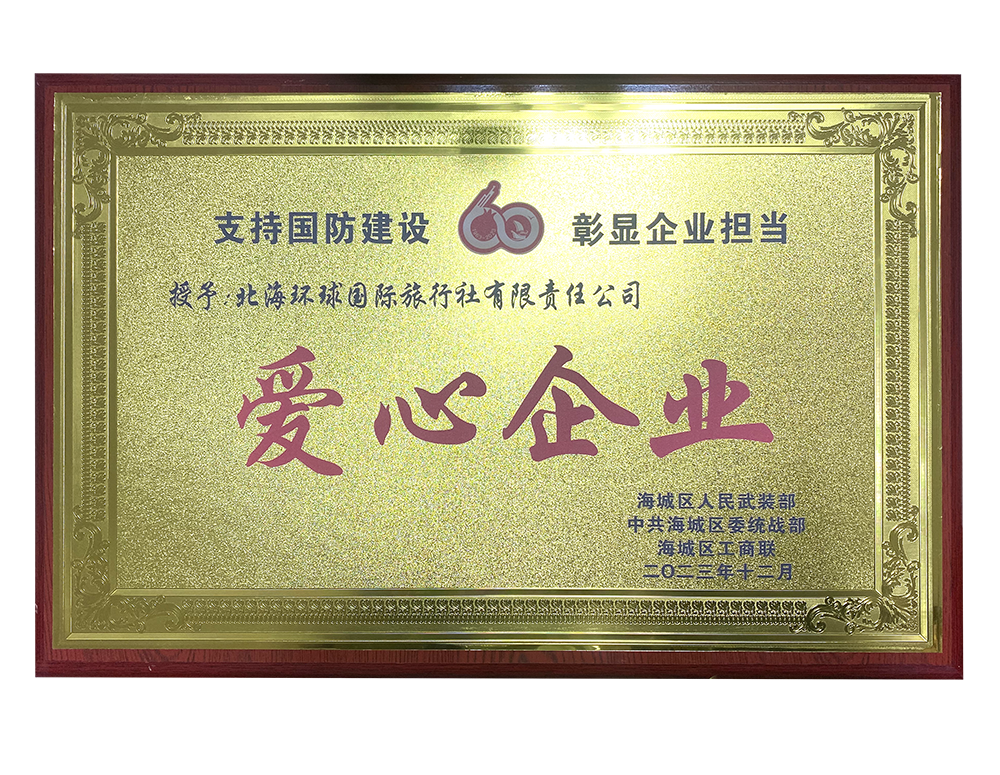 支持国防建设 60 彰显企业担当
授予:北海环球国际旅行社有限责任公司
爱心企业
海城区人民武装部
中共海城区委统战部
海城区工商联
二〇二三年十二月